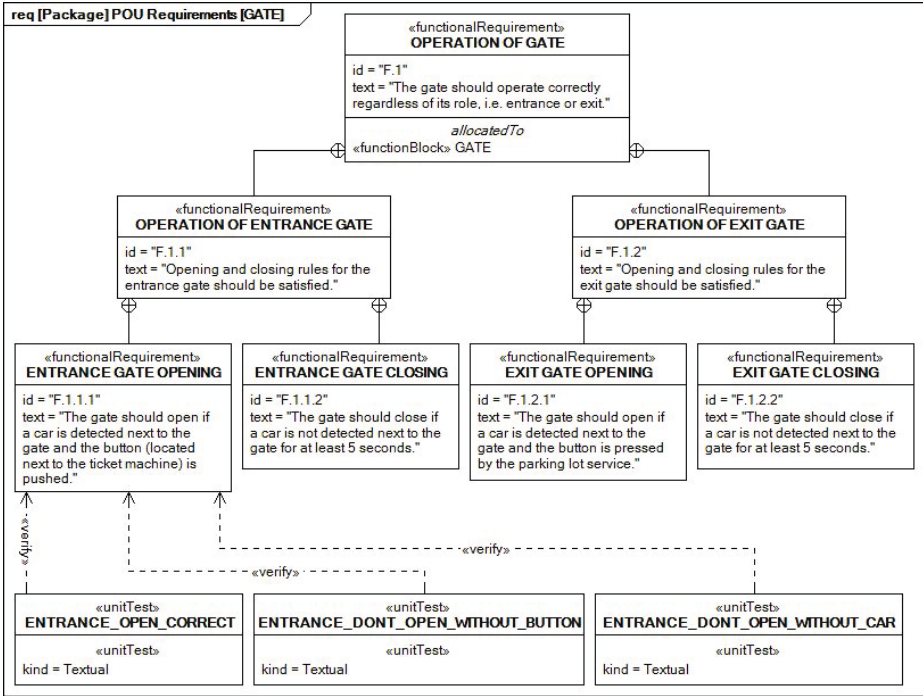 req [Package] POU Requirements [GATE]
«functionalRequirement»
OPERATION OF GATE
id = "F.1"
text = "The gate should operate correctly
regardless of its role, i.e. entrance or exit."
allocatedTo
«functionBlock» GATE
«functionalRequirement»
OPERATION OF ENTRANCE GATE
id = "F.1.1"
text = "Opening and closing rules for the
entrance gate should be satisfied."
«functionalRequirement»
OPERATION OF EXIT GATE
id = "F.1.2"
text = "Opening and closing rules for the
exit gate should be satisfied."
«functionalRequirement»
ENTRANCE GATE OPENING
id = "F.1.1.1"
text = "The gate should open if
a car is detected next to the
gate and the button (located
next to the ticket machine) is
pushed."
«functionalRequirement»
ENTRANCE GATE CLOSING
id = "F.1.1.2"
text = "The gate should close if
a car is not detected next to the
gate for at least 5 seconds."
«functionalRequirement»
EXIT GATE OPENING
id = "F.1.2.1"
text = "The gate should open if
a car is detected next to the
gate and the button is pressed
by the parking lot service."
«functionalRequirement»
EXIT GATE CLOSING
id = "F.1.2.2"
text = "The gate should close if
a car is not detected next to the
gate for at least 5 seconds."
«verify»
«verify»
«verify»
«unitTest»
ENTRANCE_OPEN_CORRECT
«unitTest»
kind = Textual
«unitTest»
ENTRANCE_DONT_OPEN_WITHOUT_BUTTON
«unitTest»
kind = Textual
«unitTest»
ENTRANCE_DONT_OPEN_WITHOUT_CAR
«unitTest»
kind = Textual